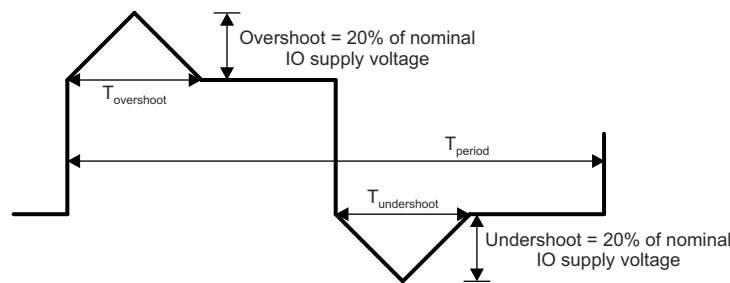 Overshoot = 20% of nominal
IO supply voltage
Tovershoot
Tperiod
Tundershoot
Undershoot = 20% of nominal
IO supply voltage